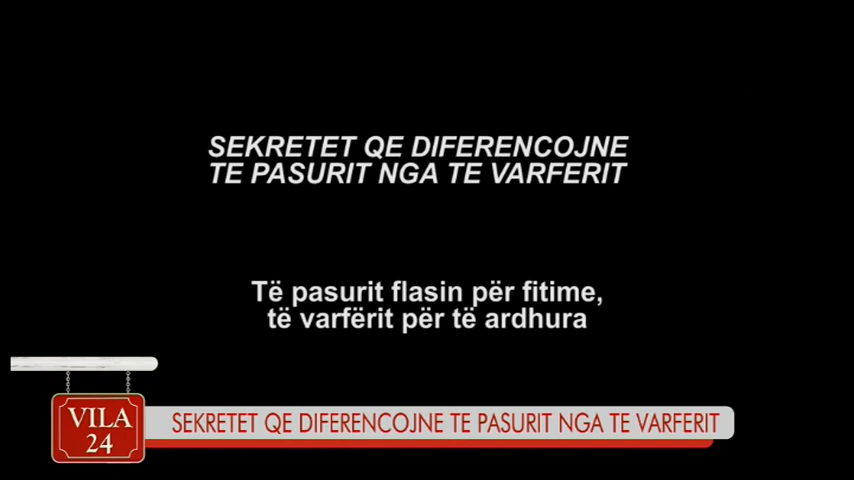 SEKRETET QE DIFERENCOJNE
TE PASURIT NGA TE VARFERIT
Të pasurit flasin për fitime,
të varfërit për të ardhura
VILA
24
SEKRETET QE DIFERENCOJNE TE PASURIT NGA TE VARFERIT